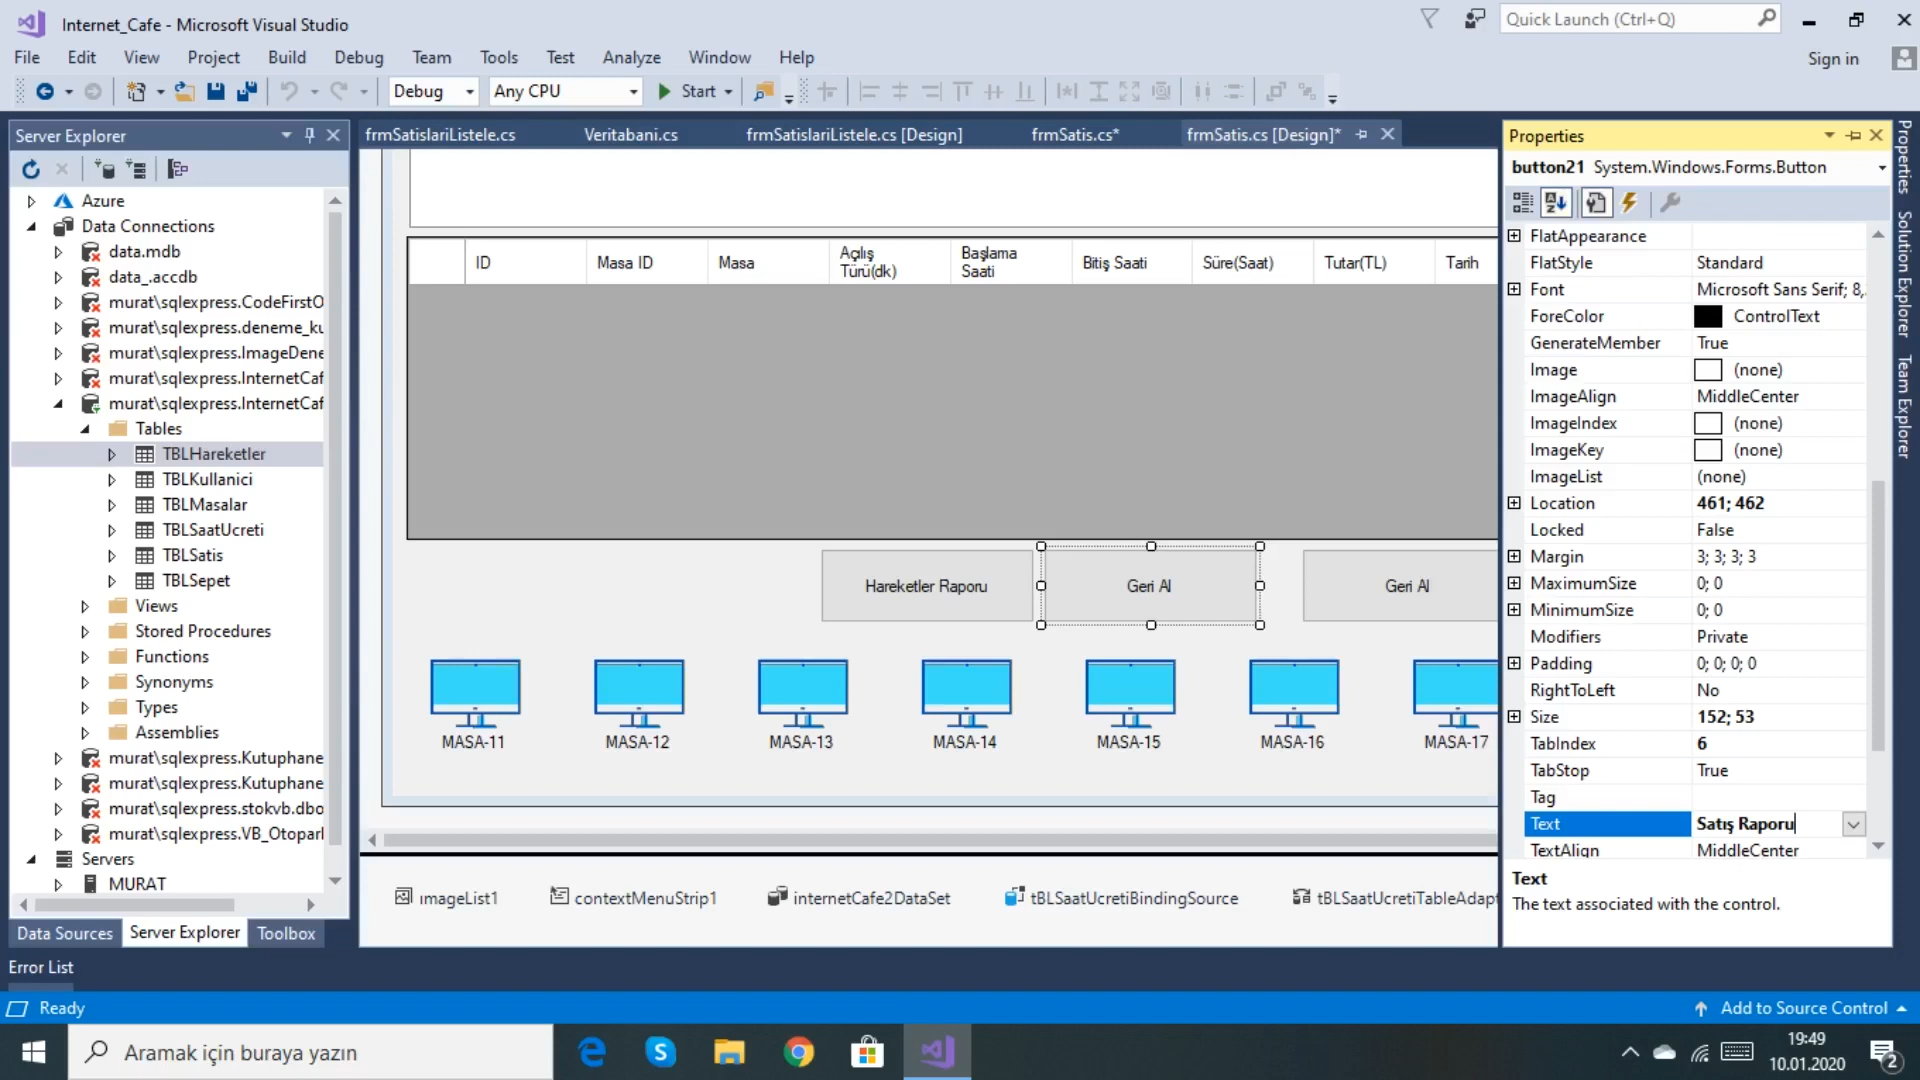 Internet_Cafe - Microsoft Visual Studio
Quick Launch (Ctrl+Q)
File Edit View Project Build Debug Team Tools Test Analyze Window Help
Sign in
Debug Any CPU Start
Server Explorer
frmSatislariListele.cs Veritabani.cs frmSatislariListele.cs [Design] frmSatis.cs* frmSatis.cs [Design]*
Azure
Data Connections
data.mdb
data_.accdb
murat\sqlexpress.CodeFirstO
murat\sqlexpress.deneme_ku
murat\sqlexpress.ImageDene
murat\sqlexpress.InternetCaf
murat\sqlexpress.InternetCaf
Tables
TBLHareketler
TBLKullanici
TBLMasalar
TBLSaatUcreti
TBLSatis
TBLSepet
Views
Stored Procedures
Functions
Synonyms
Types
Assemblies
murat\sqlexpress.Kutuphane
murat\sqlexpress.Kutuphane
murat\sqlexpress.stokvb.dbo
murat\sqlexpress.VB_Otoparl
Servers
MURAT
Data Sources Server Explorer Toolbox
ID Masa ID Masa Açılış Türü(dk) Başlama Saati Bitiş Saati Süre(Saat) Tutar(TL) Tarih
Hareketler Raporu Geri Al Geri Al
MASA-11 MASA-12 MASA-13 MASA-14 MASA-15 MASA-16 MASA-17
imageList1 contextMenuStrip1 internetCafe2DataSet tBLSaatUcretiBindingSource tBLSaatUcretiTableAdapt
Properties
button21 System.Windows.Forms.Button
FlatAppearance
FlatStyle Standard
Font Microsoft Sans Serif; 8,
ForeColor ControlText
GenerateMember True
Image (none)
ImageAlign MiddleCenter
ImageIndex (none)
ImageKey (none)
ImageList (none)
Location 461; 462
Locked False
Margin 3; 3; 3; 3
MaximumSize 0; 0
MinimumSize 0; 0
Modifiers Private
Padding 0; 0; 0; 0
RightToLeft No
Size 152; 53
TabIndex 6
TabStop True
Tag
Text Satış Raporu
TextAlign MiddleCenter
Text
The text associated with the control.
Properties
Solution Explorer
Team Explorer
Error List
Ready
Add to Source Control
Aramak için buraya yazın
19:49
10.01.2020
2